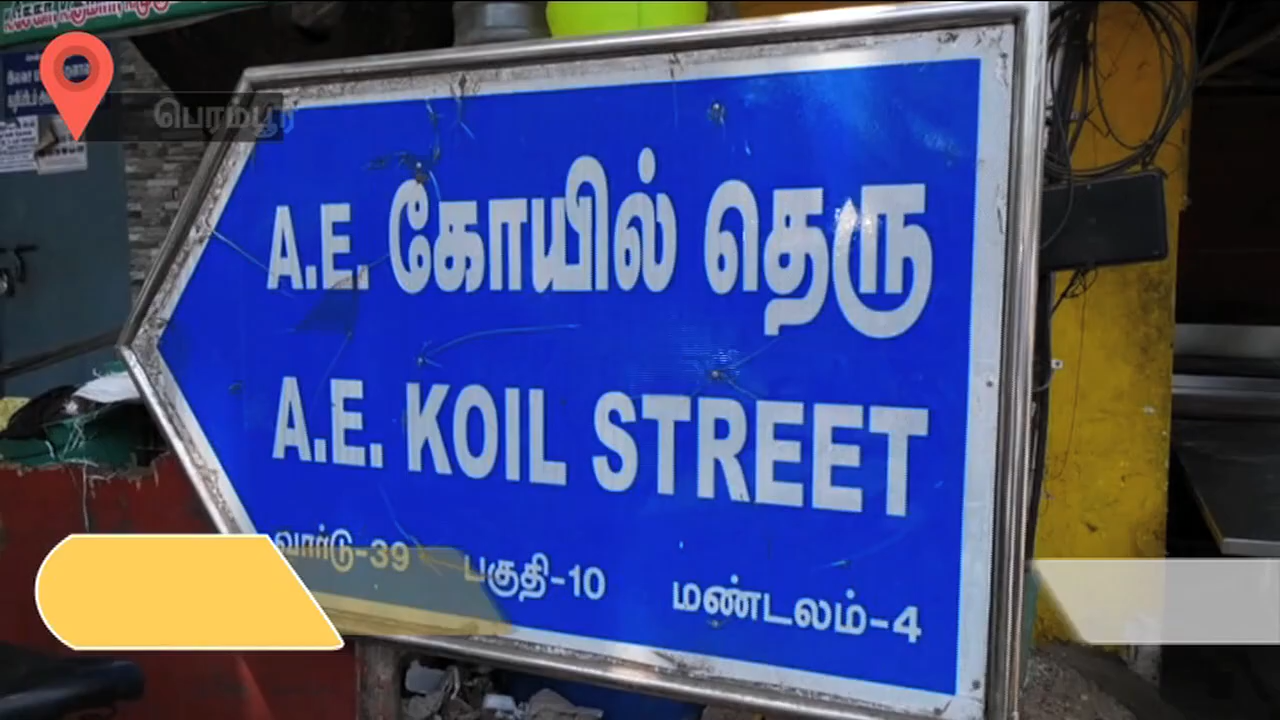 பெரம்பூர்
A.E. கோயில் தெரு
A.E. KOIL STREET
வார்டு-39 பகுதி-10 மண்டலம்-4